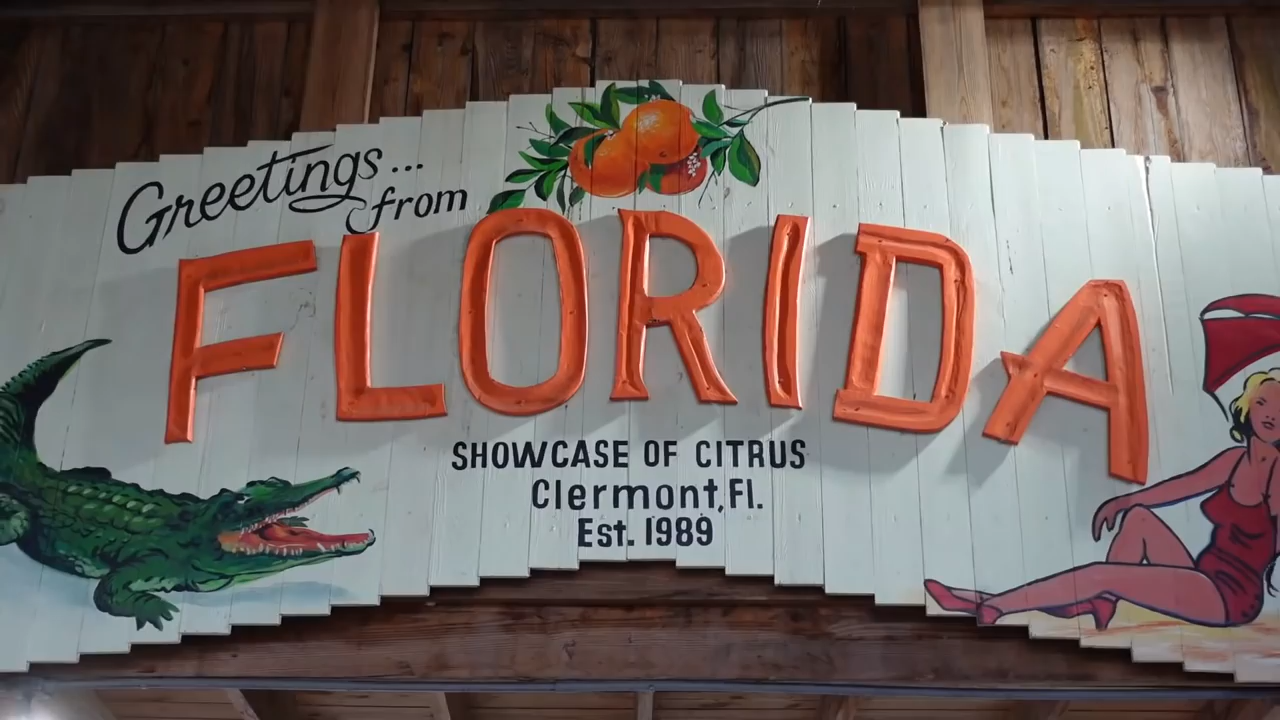 Greetings...
from
FLORIDA
SHOWCASE OF CITRUS
Clermont, Fl.
Est. 1989